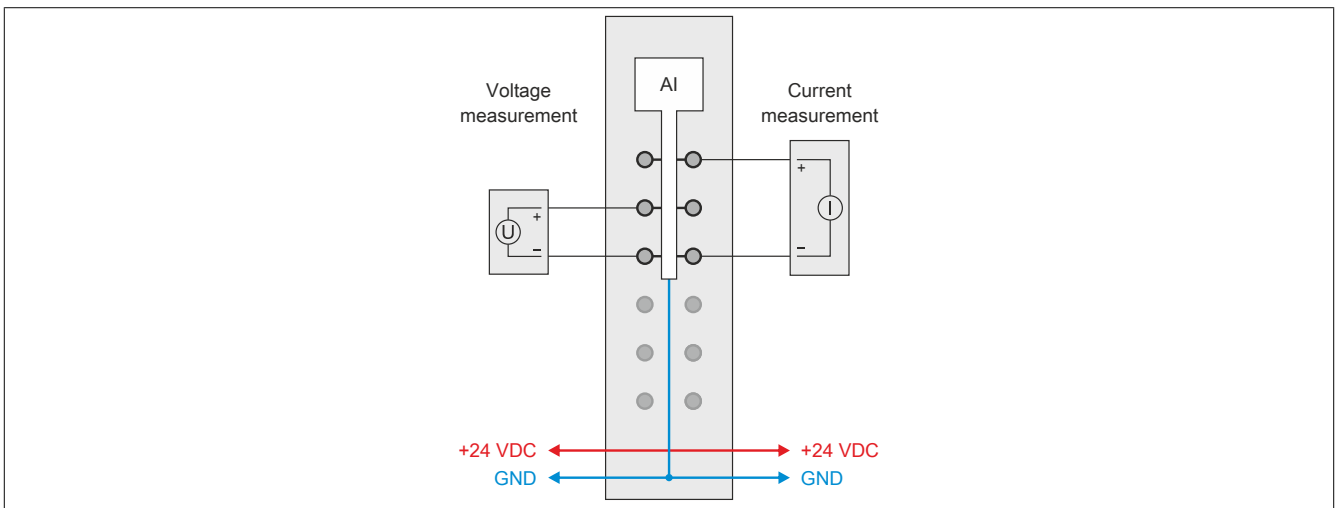 AI
Voltage
measurement
Current
measurement
+
+
U
I
−
−
+24 VDC
+24 VDC
GND
GND